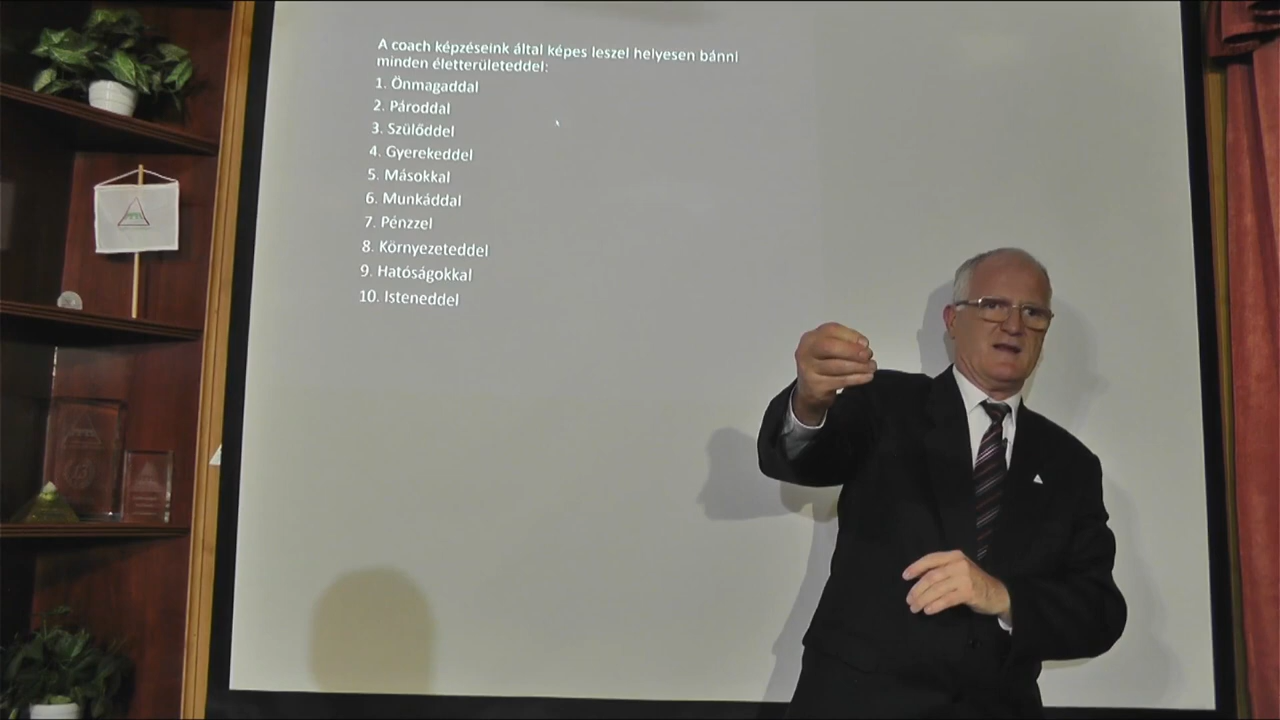 A coach képzéseink által képes leszel helyesen bánni
minden életterületeddel:
1. Önmagaddal
2. Pároddal
3. Szülőddel
4. Gyerekeddel
5. Másokkal
6. Munkáddal
7. Pénzzel
8. Környezeteddel
9. Hatóságokkal
10. Isteneddel